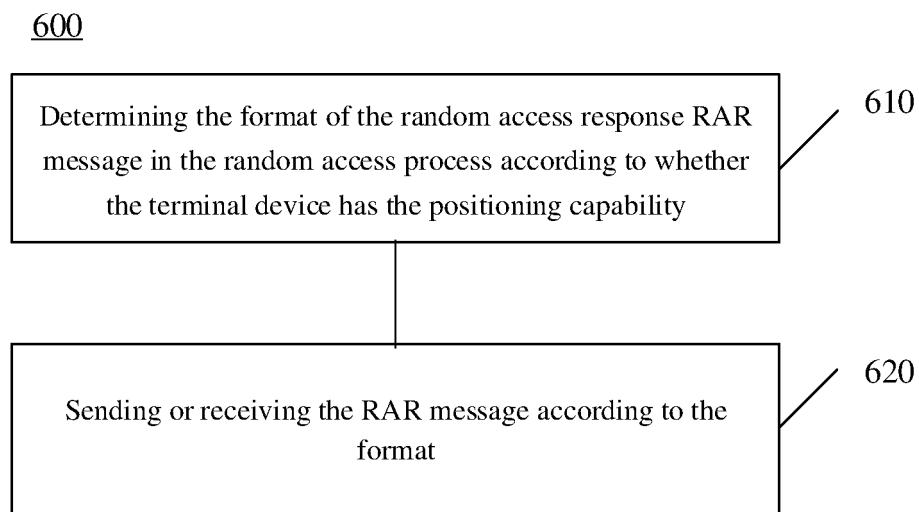 600
Determining the format of the random access response RAR
message in the random access process according to whether
the terminal device has the positioning capability
610
Sending or receiving the RAR message according to the
format
620